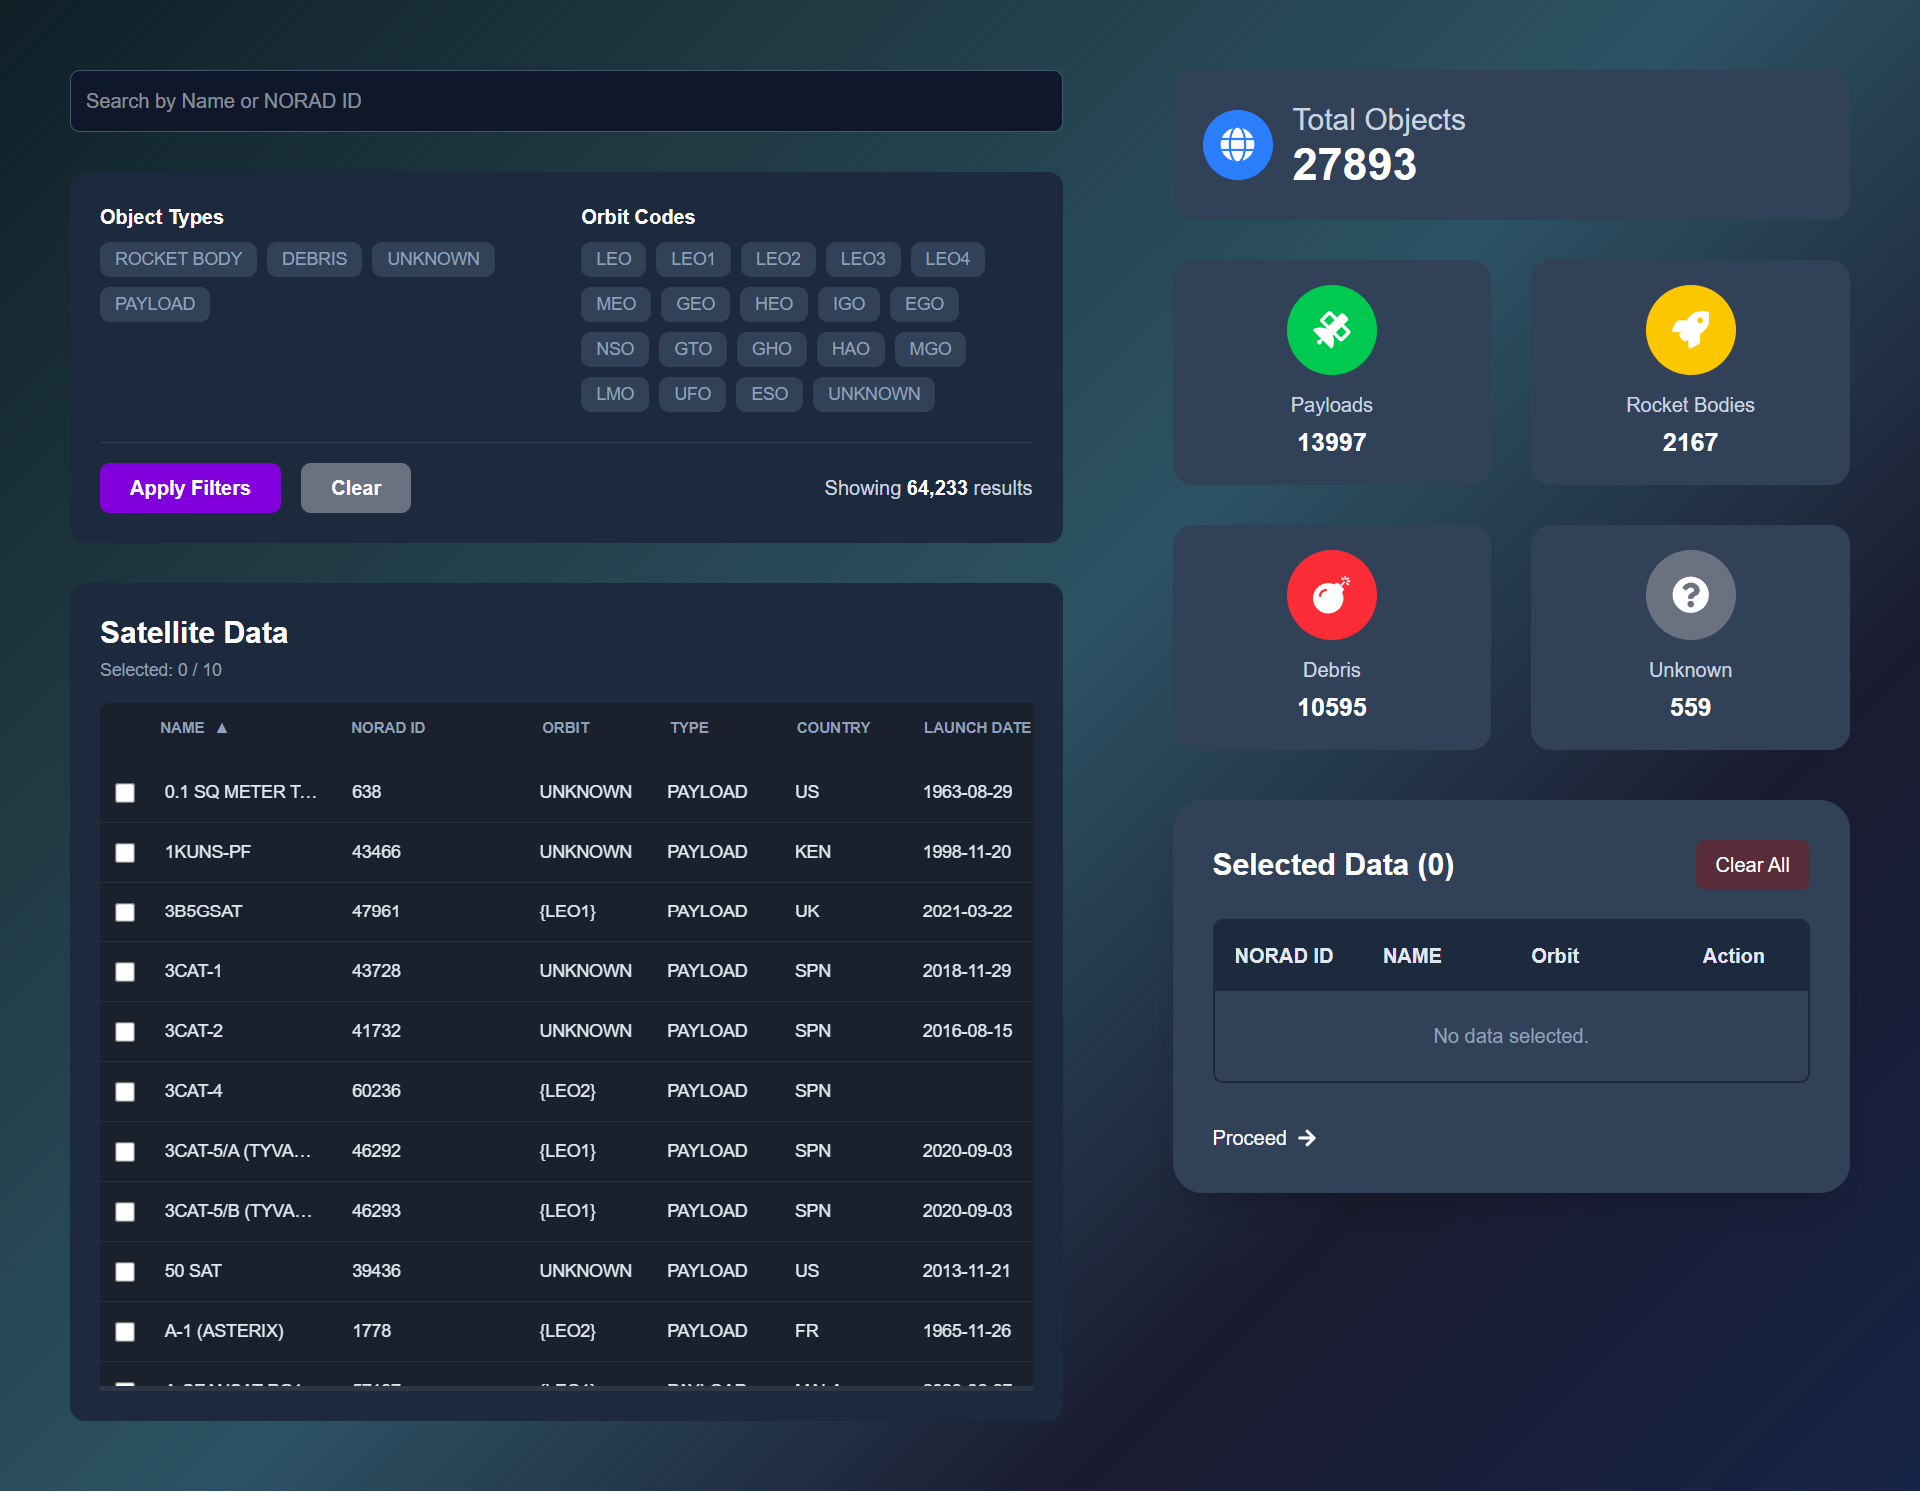 Search by Name or NORAD ID
Object Types
ROCKET BODY DEBRIS UNKNOWN
PAYLOAD
Orbit Codes
LEO LEO1 LEO2 LEO3 LEO4
MEO GEO HEO IGO EGO
NSO GTO GHO HAO MGO
LMO UFO ESO UNKNOWN
Apply Filters Clear Showing 64,233 results
Satellite Data
Selected: 0 / 10
NAME ▲ NORAD ID ORBIT TYPE COUNTRY LAUNCH DATE
0.1 SQ METER T... 638 UNKNOWN PAYLOAD US 1963-08-29
1KUNS-PF 43466 UNKNOWN PAYLOAD KEN 1998-11-20
3B5GSAT 47961 {LEO1} PAYLOAD UK 2021-03-22
3CAT-1 43728 UNKNOWN PAYLOAD SPN 2018-11-29
3CAT-2 41732 UNKNOWN PAYLOAD SPN 2016-08-15
3CAT-4 60236 {LEO2} PAYLOAD SPN
3CAT-5/A (TYVA... 46292 {LEO1} PAYLOAD SPN 2020-09-03
3CAT-5/B (TYVA... 46293 {LEO1} PAYLOAD SPN 2020-09-03
50 SAT 39436 UNKNOWN PAYLOAD US 2013-11-21
A-1 (ASTERIX) 1778 {LEO2} PAYLOAD FR 1965-11-26
Total Objects
27893
Payloads
13997
Rocket Bodies
2167
Debris
10595
Unknown
559
Selected Data (0) Clear All
NORAD ID NAME Orbit Action
No data selected.
Proceed →